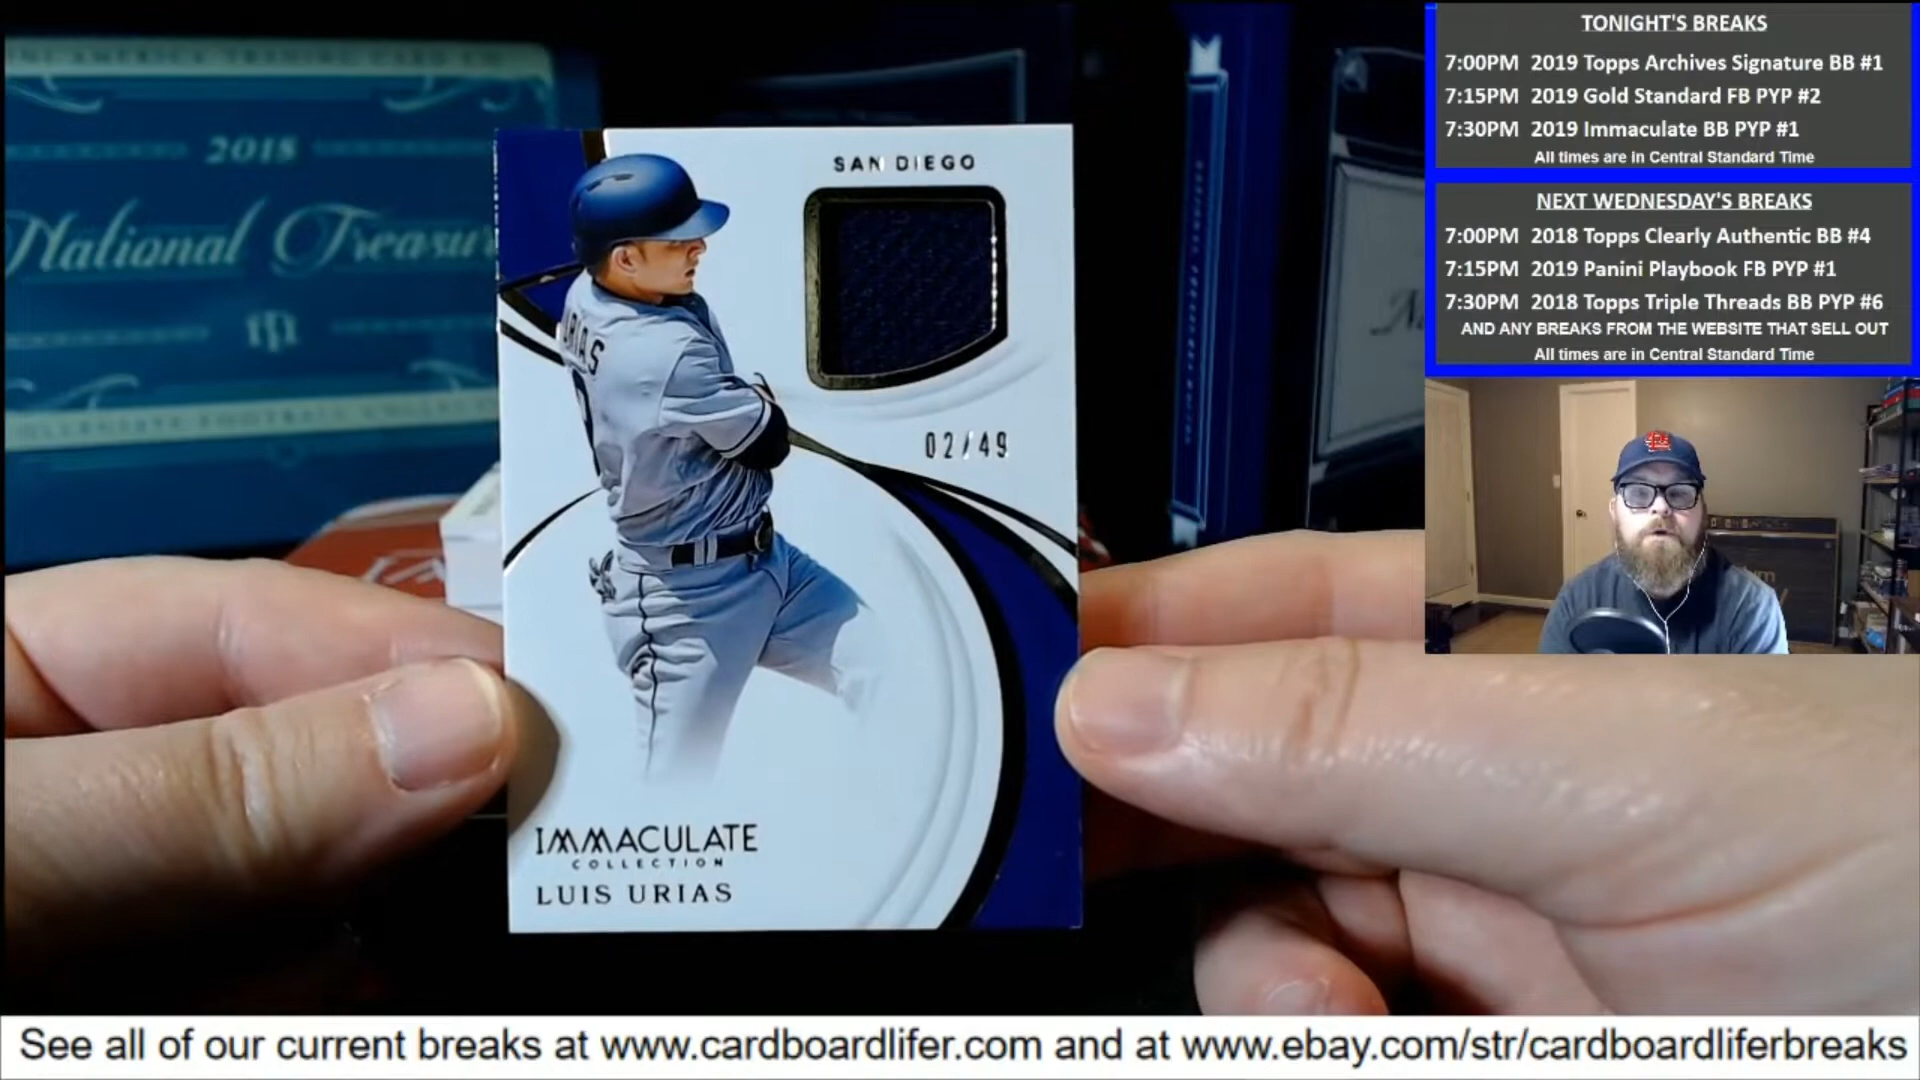 2018
National Treasur
SAN DIEGO
02/49
IMMACULATE
COLLECTION
LUIS URIAS
TONIGHT'S BREAKS
7:00PM 2019 Topps Archives Signature BB #1
7:15PM 2019 Gold Standard FB PYP #2
7:30PM 2019 Immaculate BB PYP #1
All times are in Central Standard Time
NEXT WEDNESDAY'S BREAKS
7:00PM 2018 Topps Clearly Authentic BB #4
7:15PM 2019 Panini Playbook FB PYP #1
7:30PM 2018 Topps Triple Threads BB PYP #6
AND ANY BREAKS FROM THE WEBSITE THAT SELL OUT
All times are in Central Standard Time
See all of our current breaks at www.cardboardlifer.com and at www.ebay.com/str/cardboardliferbreaks